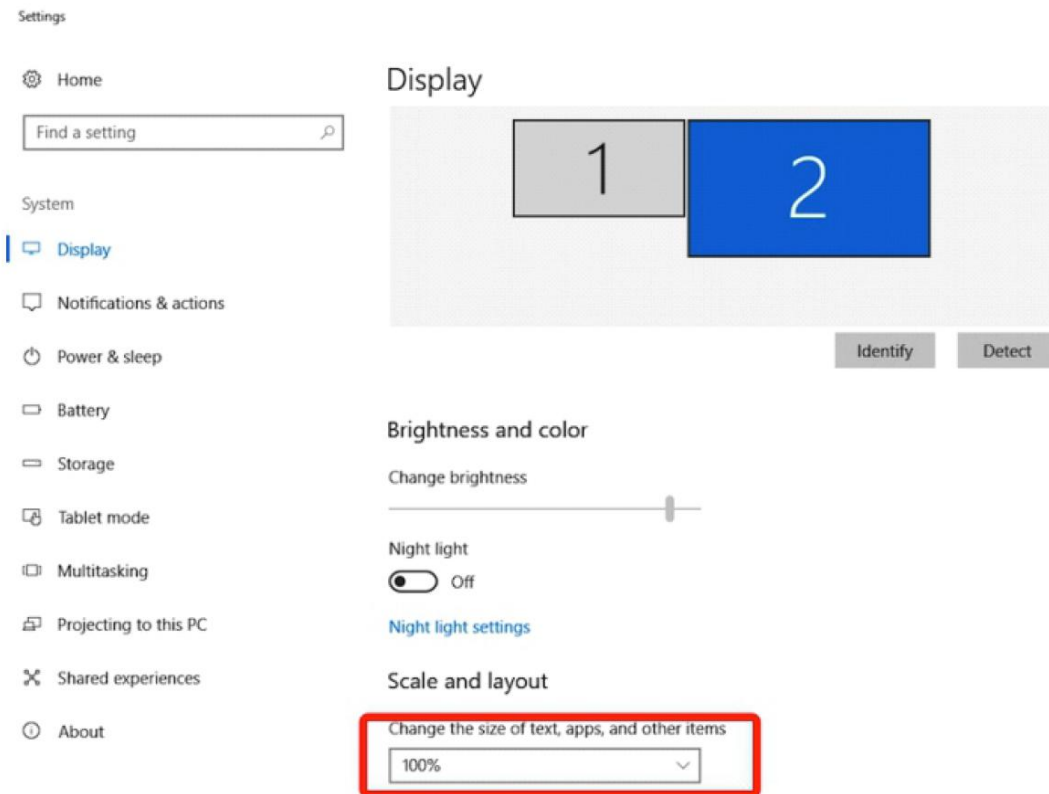 Settings
Home
Find a setting
System
Display
Notifications & actions
Power & sleep
Battery
Storage
Tablet mode
Multitasking
Projecting to this PC
Shared experiences
About
Display
1
2
Identify
Detect
Brightness and color
Change brightness
Night light
Off
Night light settings
Scale and layout
Change the size of text, apps, and other items
100%